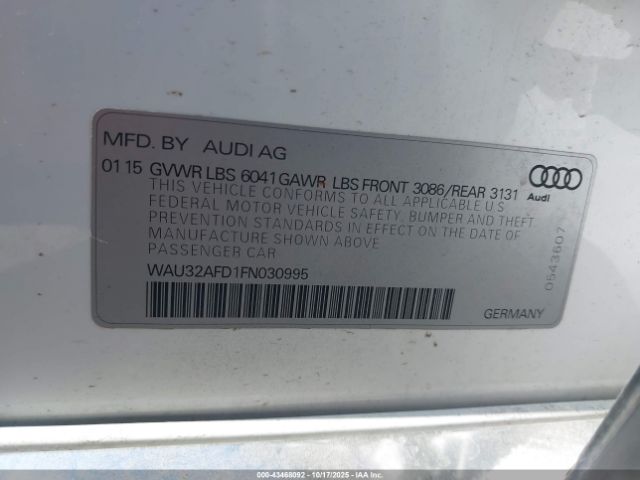 MFD. BY AUDI AG
01 15 GVWR LBS 6041 GAWR LBS FRONT 3086/REAR 3131
THIS VEHICLE CONFORMS TO ALL APPLICABLE U.S
FEDERAL MOTOR VEHICLE SAFETY, BUMPER AND THEFT
PREVENTION STANDARDS IN EFFECT ON THE DATE OF
MANUFACTURE SHOWN ABOVE
PASSENGER CAR
WAU32AFD1FN030995
Audi
0543607
GERMANY
000-43468092 - 10/17/2025 - IAA Inc.